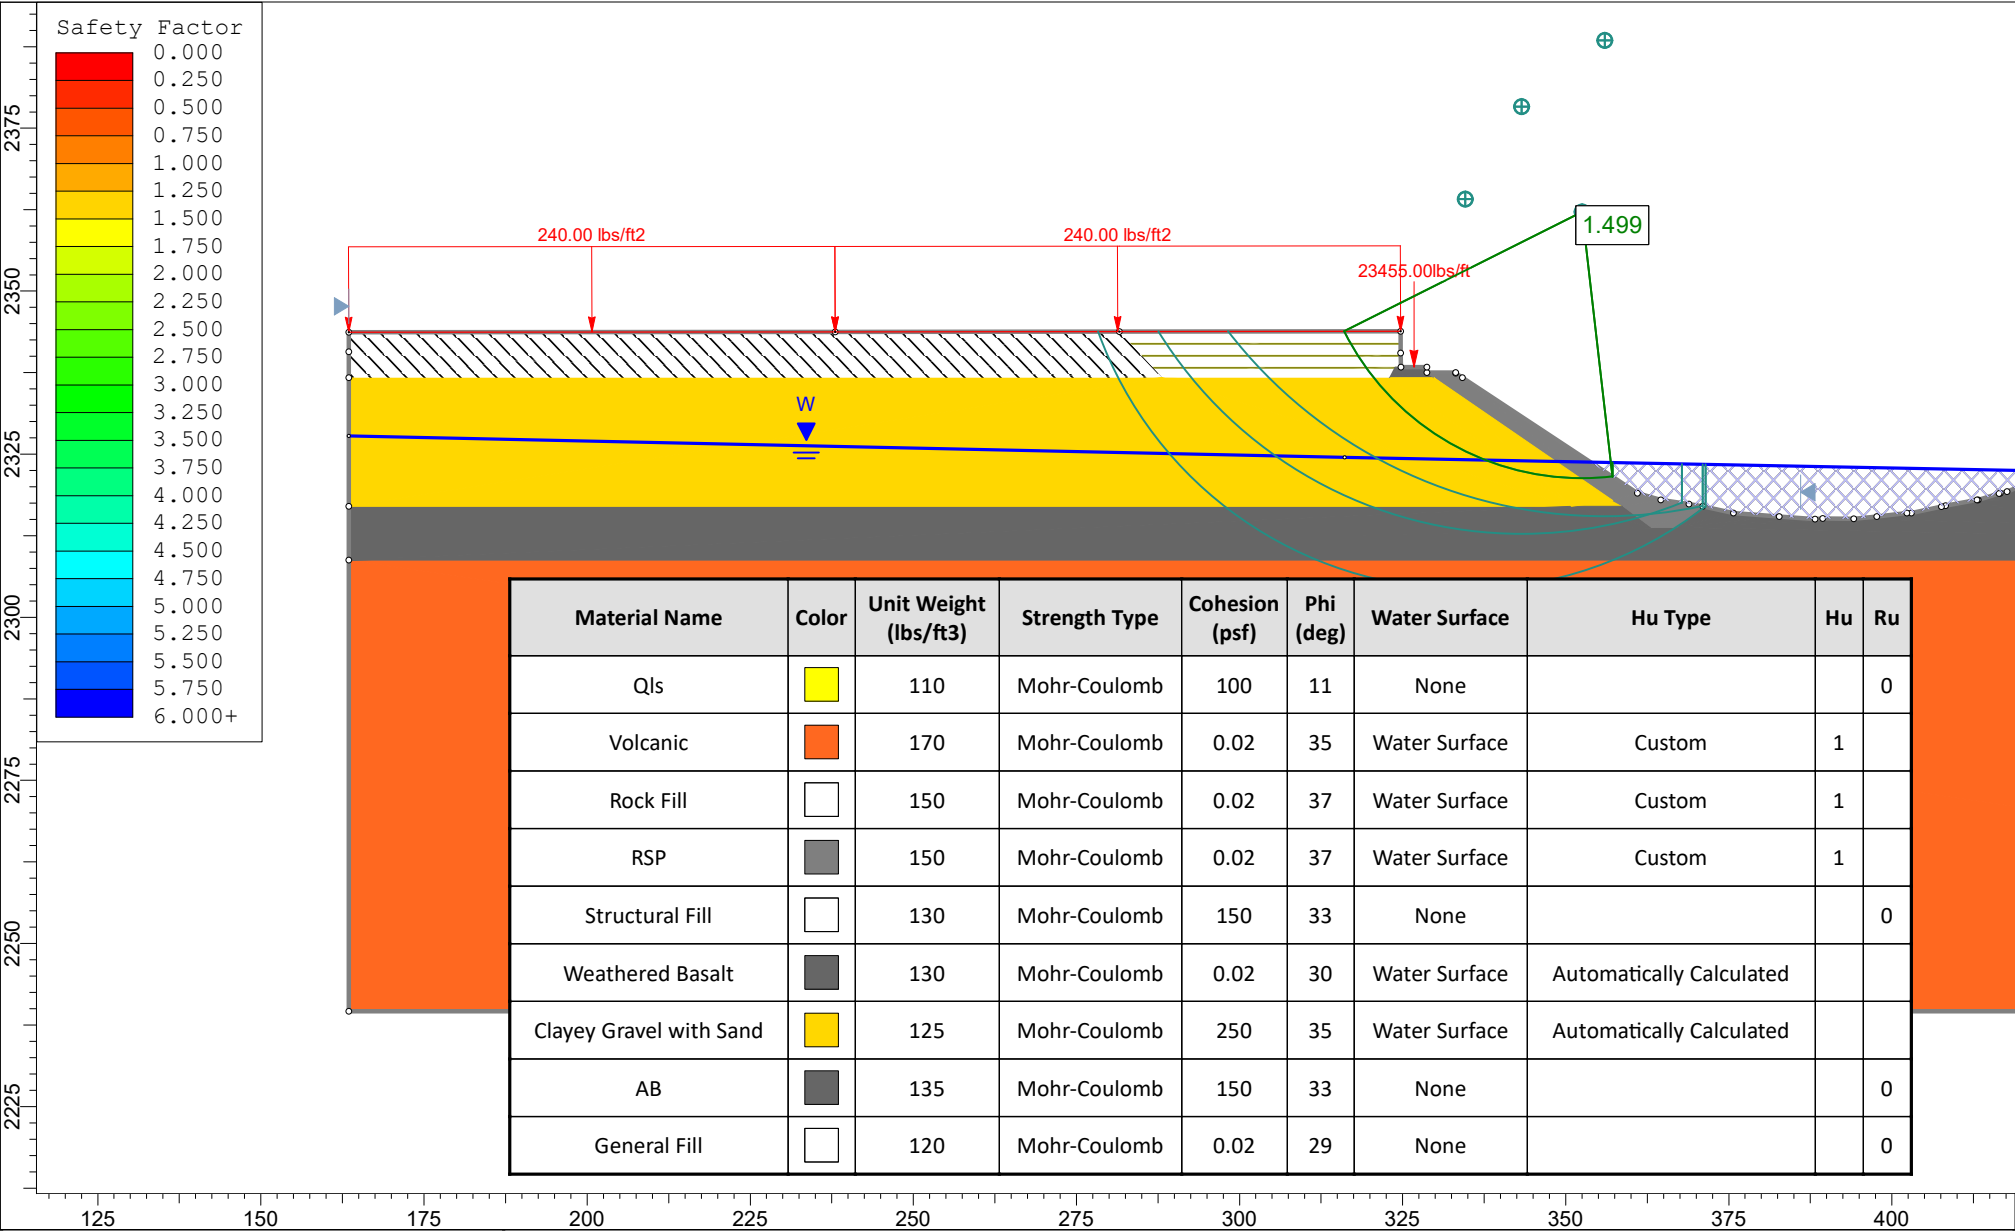 Safety Factor
0.000
0.250
0.500
0.750
1.000
1.250
1.500
1.750
2.000
2.250
2.500
2.750
3.000
3.250
3.500
3.750
4.000
4.250
4.500
4.750
5.000
5.250
5.500
5.750
6.000+
2375
2350
2325
2300
2275
2250
2225
240.00 lbs/ft2
240.00 lbs/ft2
23455.00lbs/ft
1.499
W
Material Name Color Unit Weight (lbs/ft3) Strength Type Cohesion (psf) Phi (deg) Water Surface Hu Type Hu Ru
Qls 110 Mohr-Coulomb 100 11 None 0
Volcanic 170 Mohr-Coulomb 0.02 35 Water Surface Custom 1
Rock Fill 150 Mohr-Coulomb 0.02 37 Water Surface Custom 1
RSP 150 Mohr-Coulomb 0.02 37 Water Surface Custom 1
Structural Fill 130 Mohr-Coulomb 150 33 None 0
Weathered Basalt 130 Mohr-Coulomb 0.02 30 Water Surface Automatically Calculated
Clayey Gravel with Sand 125 Mohr-Coulomb 250 35 Water Surface Automatically Calculated
AB 135 Mohr-Coulomb 150 33 None 0
General Fill 120 Mohr-Coulomb 0.02 29 None 0
125 150 175 200 225 250 275 300 325 350 375 400